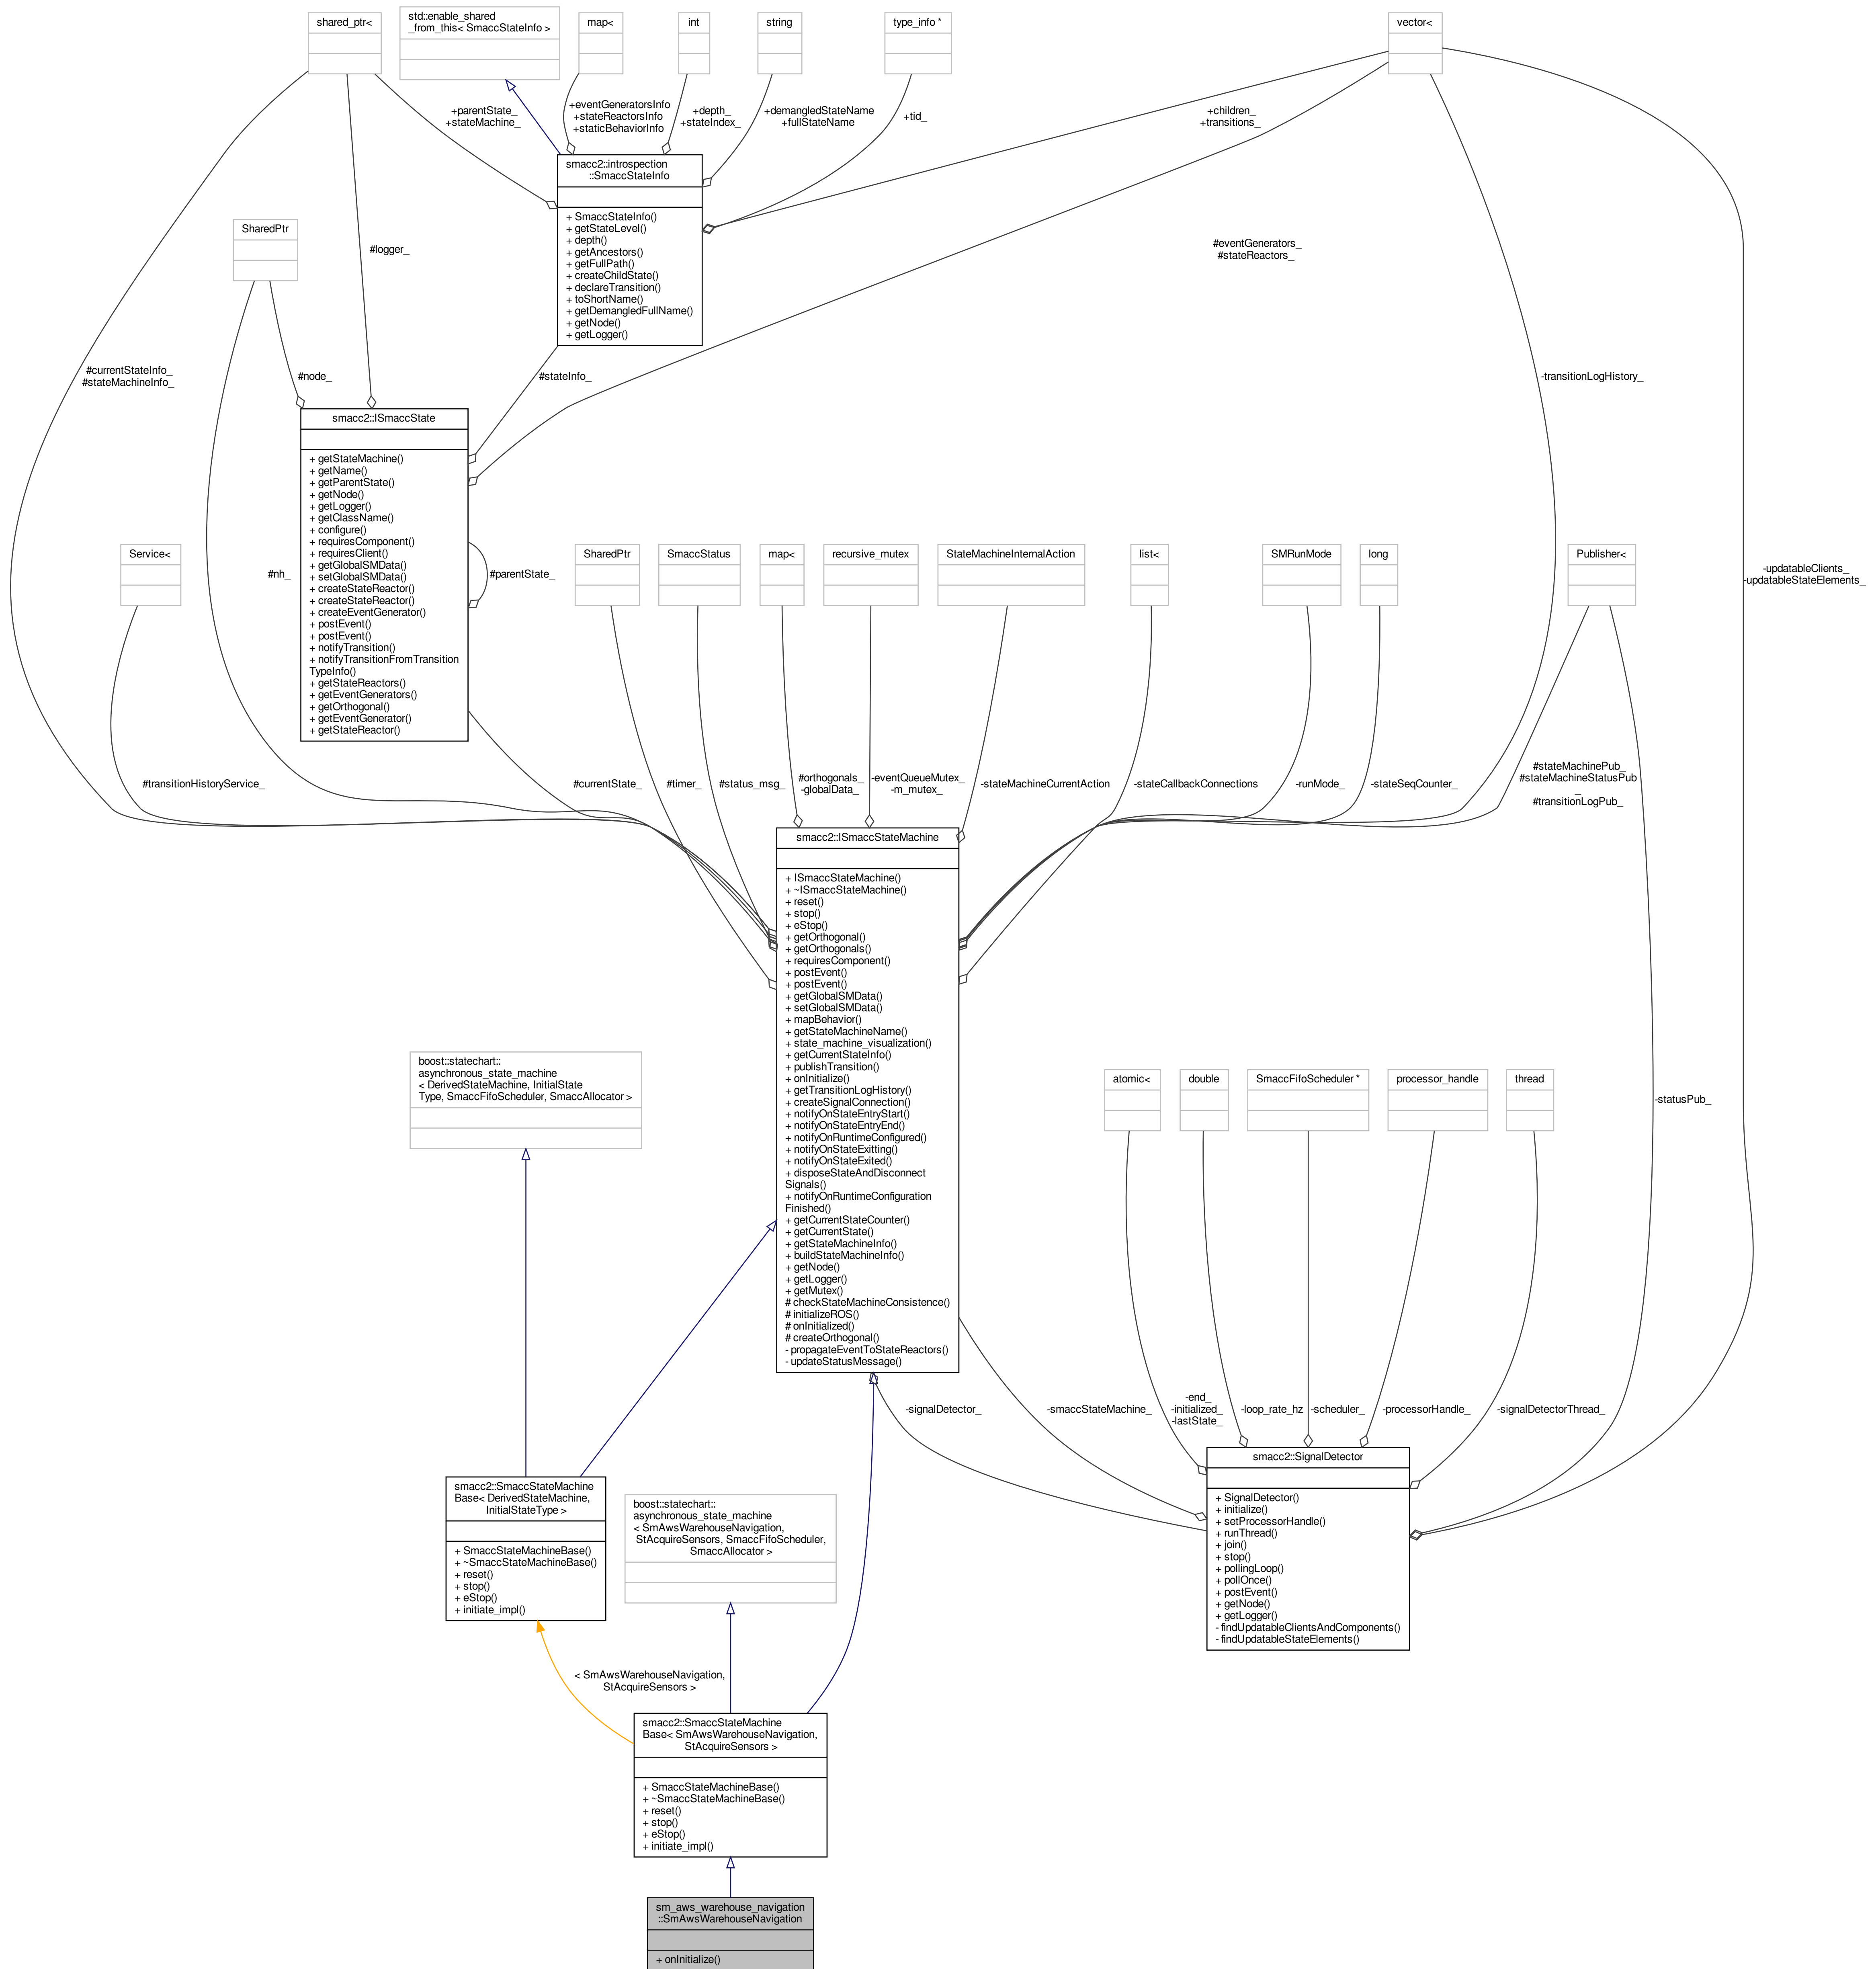 shared_ptr<
std::enable_shared
_from_this< SmaccStateInfo >
map<
int
string
type_info *
vector<
+parentState_
+stateMachine_
+eventGeneratorsInfo
+stateReactorsInfo
+staticBehaviorInfo
+depth_
+stateIndex_
+demangledStateName
+fullStateName
+tid_
+children_
+transitions_
smacc2::introspection
::SmaccStateInfo
+ SmaccStateInfo()
+ getStateLevel()
+ depth()
+ getAncestors()
+ getFullPath()
+ createChildState()
+ declareTransition()
+ toShortName()
+ getDemangledFullName()
+ getNode()
+ getLogger()
SharedPtr
#logger_
#eventGenerators_
#stateReactors_
#currentStateInfo_
#stateMachineInfo_
#node_
#stateInfo_
-transitionLogHistory_
smacc2::ISmaccState
+ getStateMachine()
+ getName()
+ getParentState()
+ getNode()
+ getLogger()
+ getClassName()
+ configure()
+ requiresComponent()
+ requiresClient()
+ getGlobalSMData()
+ setGlobalSMData()
+ createStateReactor()
+ createStateReactor()
+ createEventGenerator()
+ postEvent()
+ postEvent()
+ notifyTransition()
+ notifyTransitionFromTransition
TypeInfo()
+ getStateReactors()
+ getEventGenerators()
+ getOrthogonal()
+ getEventGenerator()
+ getStateReactor()
Service<
#nh_
#parentState_
SharedPtr
SmaccStatus
map<
recursive_mutex
StateMachineInternalAction
list<
SMRunMode
long
Publisher<
-updatableClients_
-updatableStateElements_
#transitionHistoryService_
#currentState_
#timer_
#status_msg_
#orthogonals_
-globalData_
-eventQueueMutex_
-m_mutex_
-stateMachineCurrentAction
-stateCallbackConnections
-runMode_
-stateSeqCounter_
#stateMachinePub_
#stateMachineStatusPub
_
#transitionLogPub_
smacc2::ISmaccStateMachine
+ ISmaccStateMachine()
+ ~ISmaccStateMachine()
+ reset()
+ stop()
+ eStop()
+ getOrthogonal()
+ getOrthogonals()
+ requiresComponent()
+ postEvent()
+ postEvent()
+ getGlobalSMData()
+ setGlobalSMData()
+ mapBehavior()
+ getStateMachineName()
+ state_machine_visualization()
+ getCurrentStateInfo()
+ publishTransition()
+ onInitialize()
+ getTransitionLogHistory()
+ createSignalConnection()
+ notifyOnStateEntryStart()
+ notifyOnStateEntryEnd()
+ notifyOnRuntimeConfigured()
+ notifyOnStateExitting()
+ notifyOnStateExited()
+ disposeStateAndDisconnect
Signals()
+ notifyOnRuntimeConfiguration
Finished()
+ getCurrentStateCounter()
+ getCurrentState()
+ getStateMachineInfo()
+ buildStateMachineInfo()
+ getNode()
+ getLogger()
+ getMutex()
# checkStateMachineConsistence()
# initializeROS()
# onInitialized()
# createOrthogonal()
- propagateEventToStateReactors()
- updateStatusMessage()
boost::statechart::
asynchronous_state_machine
< DerivedStateMachine, InitialState
Type, SmaccFifoScheduler, SmaccAllocator >
atomic<
double
SmaccFifoScheduler *
processor_handle
thread
-statusPub_
-signalDetector_
-smaccStateMachine_
-end_
-initialized_
-lastState_
-loop_rate_hz
-scheduler_
-processorHandle_
-signalDetectorThread_
smacc2::SignalDetector
+ SignalDetector()
+ initialize()
+ setProcessorHandle()
+ runThread()
+ join()
+ stop()
+ pollingLoop()
+ pollOnce()
+ postEvent()
+ getNode()
+ getLogger()
- findUpdatableClientsAndComponents()
- findUpdatableStateElements()
smacc2::SmaccStateMachine
Base< DerivedStateMachine,
InitialStateType >
+ SmaccStateMachineBase()
+ ~SmaccStateMachineBase()
+ reset()
+ stop()
+ eStop()
+ initiate_impl()
boost::statechart::
asynchronous_state_machine
< SmAwsWarehouseNavigation,
StAcquireSensors, SmaccFifoScheduler,
SmaccAllocator >
< SmAwsWarehouseNavigation,
StAcquireSensors >
smacc2::SmaccStateMachine
Base< SmAwsWarehouseNavigation,
StAcquireSensors >
+ SmaccStateMachineBase()
+ ~SmaccStateMachineBase()
+ reset()
+ stop()
+ eStop()
+ initiate_impl()
sm_aws_warehouse_navigation
::SmAwsWarehouseNavigation
+ onInitialize()